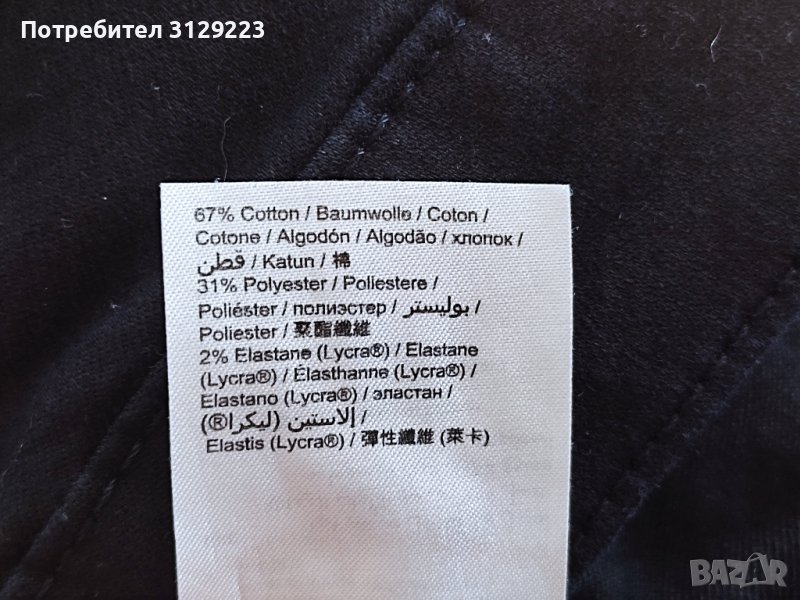 Потребител 3129223
67% Cotton / Baumwolle / Coton /
Cotone / Algodón / Algodão / хлопок /
قطن / Katun / 棉
31% Polyester / Poliestere /
Poliéster / полиэстер / بوليستر /
Poliester / 聚酯纖維
2% Elastane (Lycra®) / Elastane
(Lycra®) / Élasthanne (Lycra®) /
Elastano (Lycra®) / эластан /
إلاستين (ليكرا®) /
Elastis (Lycra®) / 彈性纖維 (萊卡)
BAZAR